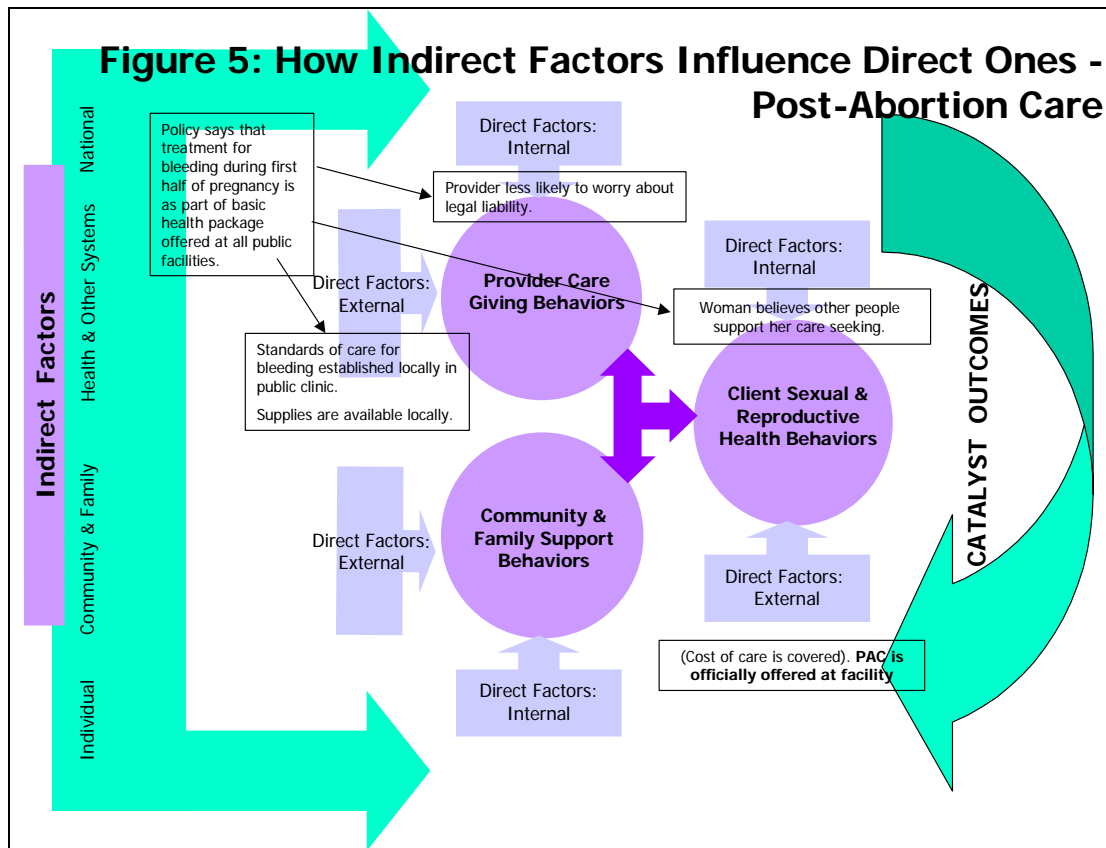 Figure 5: How Indirect Factors Influence Direct Ones -
Post-Abortion Care
Indirect Factors
National
Health & Other Systems
Community & Family
Individual
Policy says that
treatment for
bleeding during first
half of pregnancy is
as part of basic
health package
offered at all public
facilities.
Direct Factors:
Internal
Provider less likely to worry about
legal liability.
Direct Factors:
External
Provider Care
Giving Behaviors
Standards of care for
bleeding established locally in
public clinic.
Supplies are available locally.
Direct Factors:
Internal
Woman believes other people
support her care seeking.
Client Sexual &
Reproductive
Health Behaviors
Direct Factors:
External
Community &
Family Support
Behaviors
Direct Factors:
External
Direct Factors:
Internal
(Cost of care is covered). PAC is
officially offered at facility
CATALYST OUTCOMES